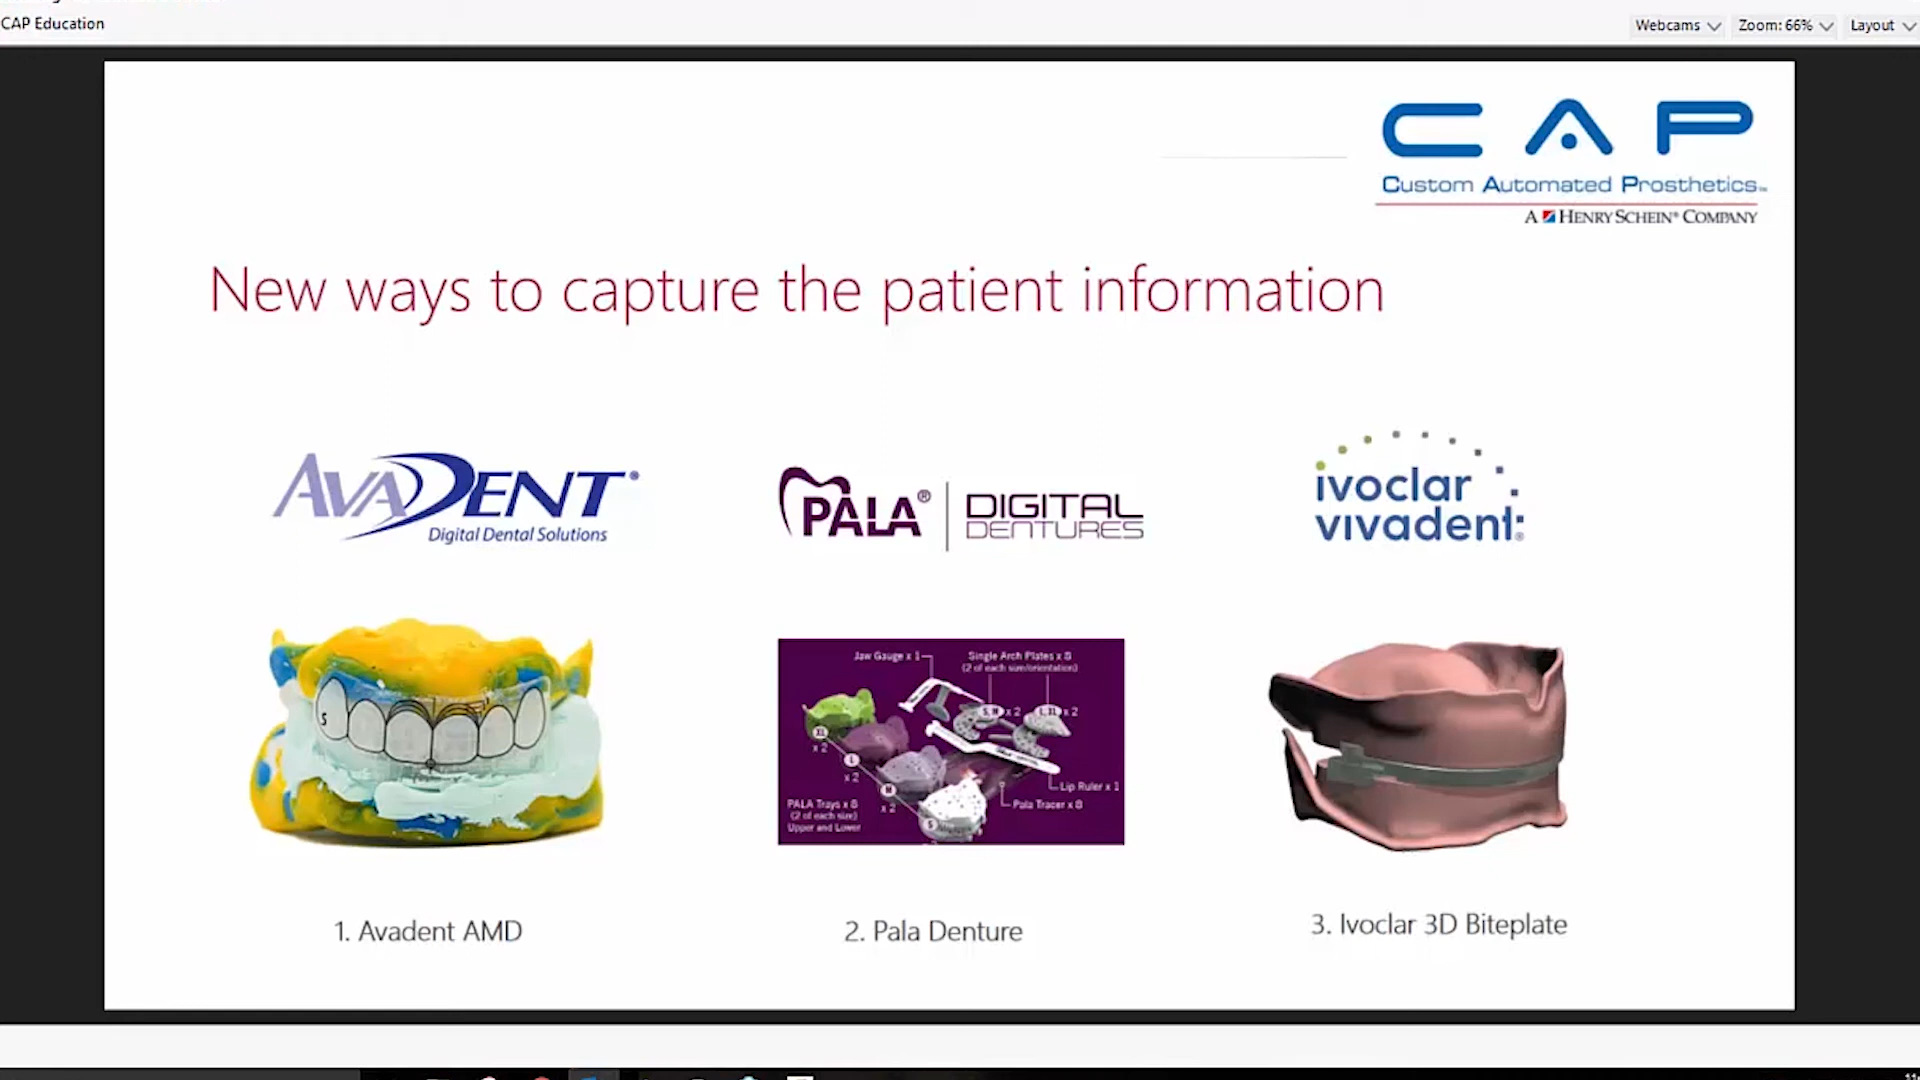 CAP Education
Webcams
Zoom: 66%
Layout
CAP
Custom Automated Prosthetics
A HENRY SCHEIN® COMPANY
New ways to capture the patient information
AVADENT®
Digital Dental Solutions
PALA® DIGITAL
DENTURES
ivoclar
vivadent®
S
Jaw Gauge x 1
Single Arch Plates x 8
(2 of each size/orientation)
S, M x 2
L, XL x 2
XL
x 2
L
x 2
M
x 2
S
Lip Ruler x 1
Pala Tracer x 8
PALA Trays x 8
(2 of each size)
Upper and Lower
1. Avadent AMD
2. Pala Denture
3. Ivoclar 3D Biteplate